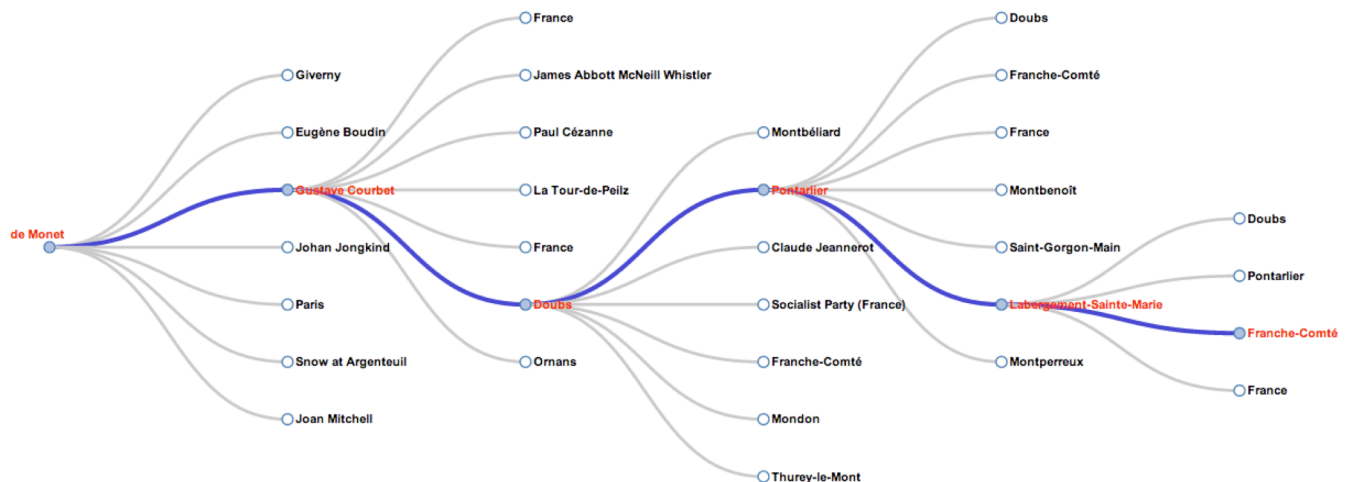 de Monet
Giverny
Eugène Boudin
Gustave Courbet
Johan Jongkind
Paris
Snow at Argenteuil
Joan Mitchell
France
James Abbott McNeill Whistler
Paul Cézanne
La Tour-de-Peilz
France
Doubs
Ornans
Montbéliard
Pontarlier
Claude Jeannerot
Socialist Party (France)
Franche-Comté
Mondon
Thurey-le-Mont
Doubs
Franche-Comté
France
Montbenoît
Saint-Gorgon-Main
Labergement-Sainte-Marie
Montperreux
Doubs
Pontarlier
Franche-Comté
France